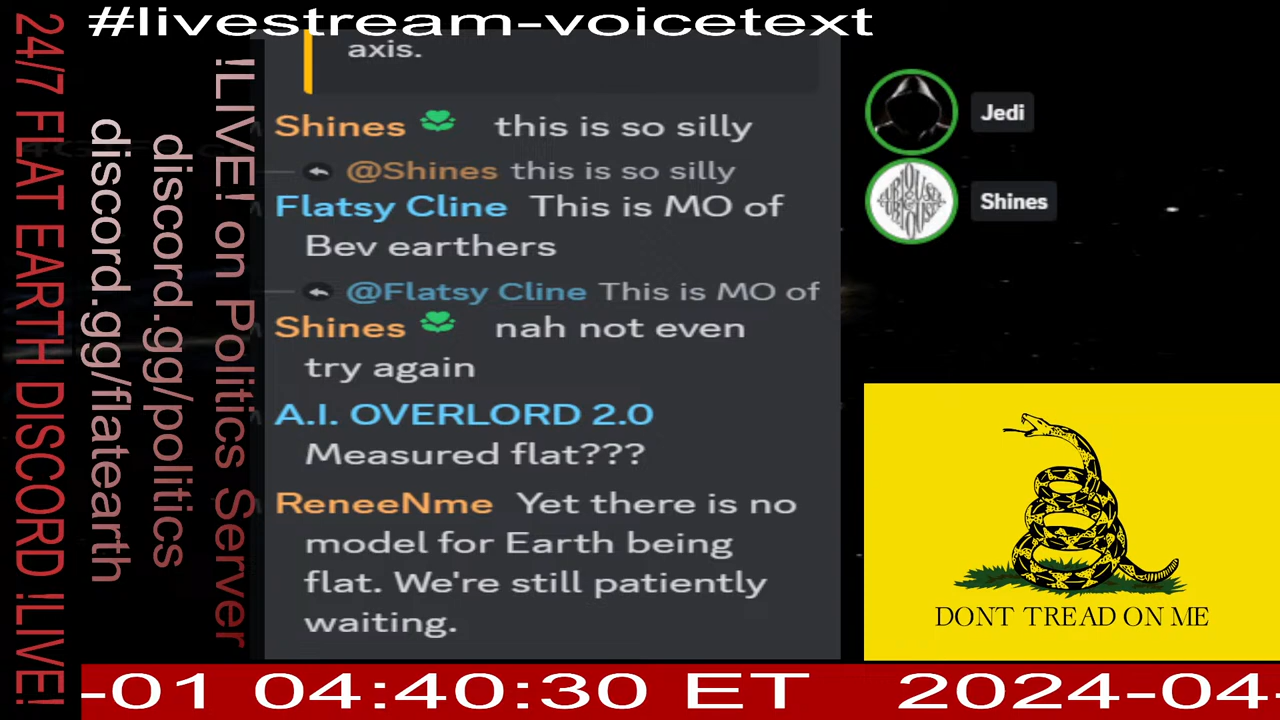 #livestream-voicetext
24/7 FLAT EARTH DISCORD !LIVE!
discord.gg/flatearth
discord.gg/politics
!LIVE! on Politics Server
axis.
Shines this is so silly
@Shines this is so silly
Flatsy Cline This is MO of
Bev earthers
@Flatsy Cline This is MO of
Shines nah not even
try again
A.I. OVERLORD 2.0
Measured flat???
ReneeNme Yet there is no
model for Earth being
flat. We're still patiently
waiting.
Jedi
Shines
DONT TREAD ON ME
-01 04:40:30 ET 2024-04-